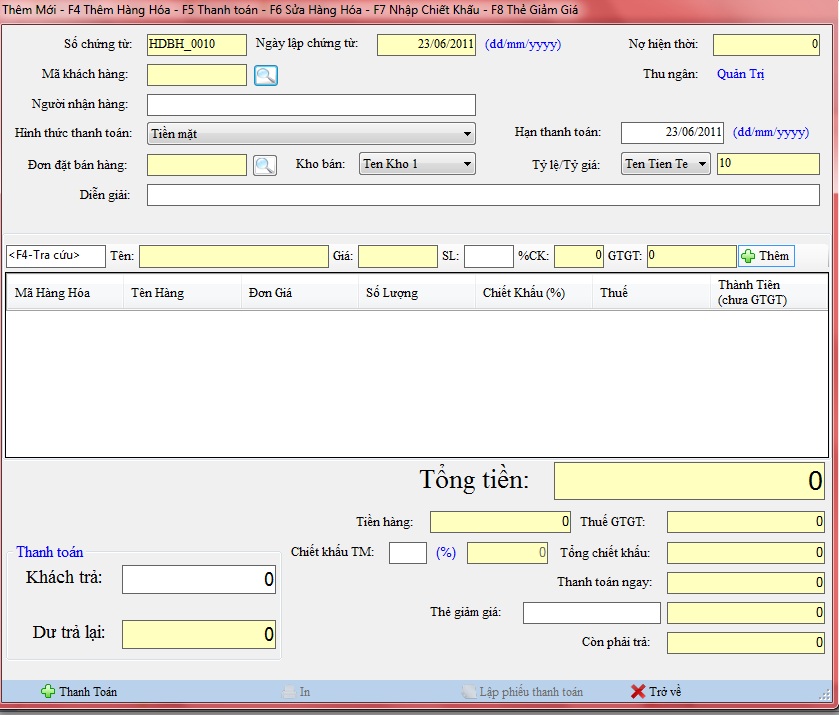 Thêm Mới - F4 Thêm Hàng Hóa - F5 Thanh toán - F6 Sửa Hàng Hóa - F7 Nhập Chiết Khấu - F8 Thẻ Giảm Giá
Số chứng từ: HDBH_0010 Ngày lập chứng từ: 23/06/2011 (dd/mm/yyyy) Nợ hiện thời: 0
Mã khách hàng: Thu ngân: Quản Trị
Người nhận hàng:
Hình thức thanh toán: Tiền mặt Hạn thanh toán: 23/06/2011 (dd/mm/yyyy)
Đơn đặt bán hàng: Kho bán: Ten Kho 1 Tỷ lệ/Tỷ giá: Ten Tien Te 10
Diễn giải:
<F4-Tra cứu> Tên: Giá: SL: %CK: 0 GTGT: 0 Thêm
Mã Hàng Hóa Tên Hàng Đơn Giá Số Lượng Chiết Khấu (%) Thuế Thành Tiền
(chưa GTGT)
Tổng tiền: 0
Tiền hàng: 0 Thuế GTGT: 0
Chiết khấu TM: (%) 0 Tổng chiết khấu: 0
Thanh toán
Khách trả: 0 Thanh toán ngay: 0
Thẻ giảm giá: 0
Dư trả lại: 0 Còn phải trả: 0
Thanh Toán In Lập phiếu thanh toán Trở về